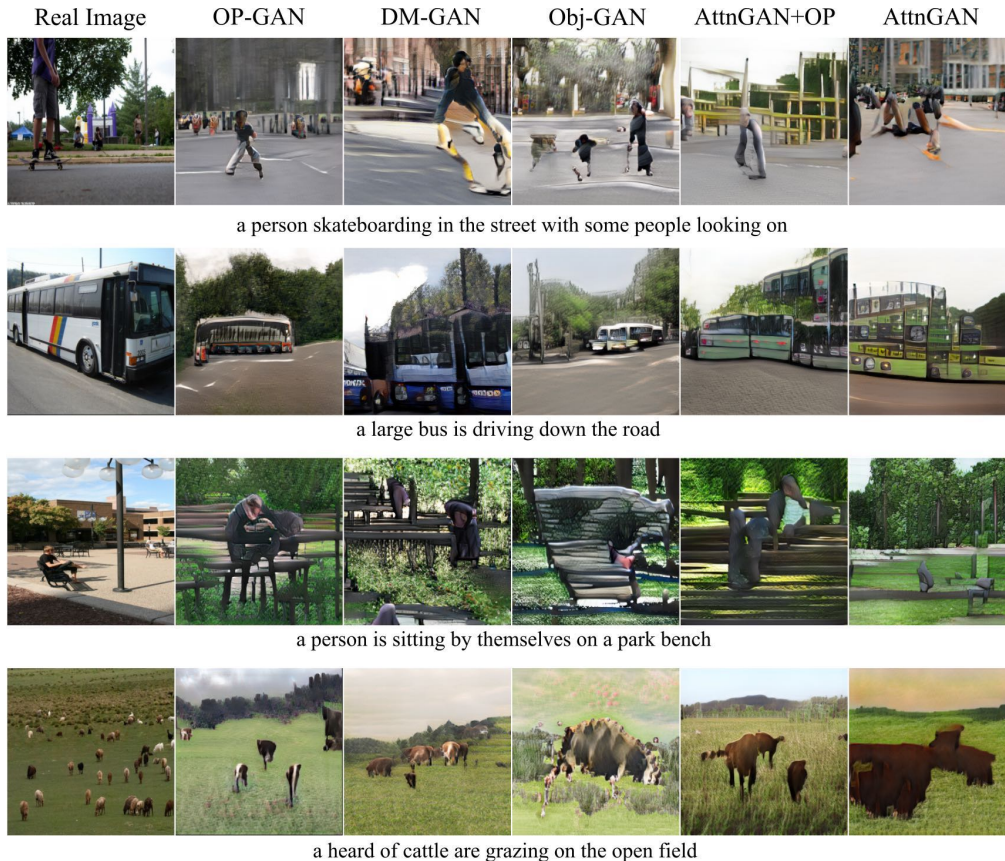 Real Image OP-GAN DM-GAN Obj-GAN AttnGAN+OP AttnGAN
a person skateboarding in the street with some people looking on
a large bus is driving down the road
a person is sitting by themselves on a park bench
a heard of cattle are grazing on the open field